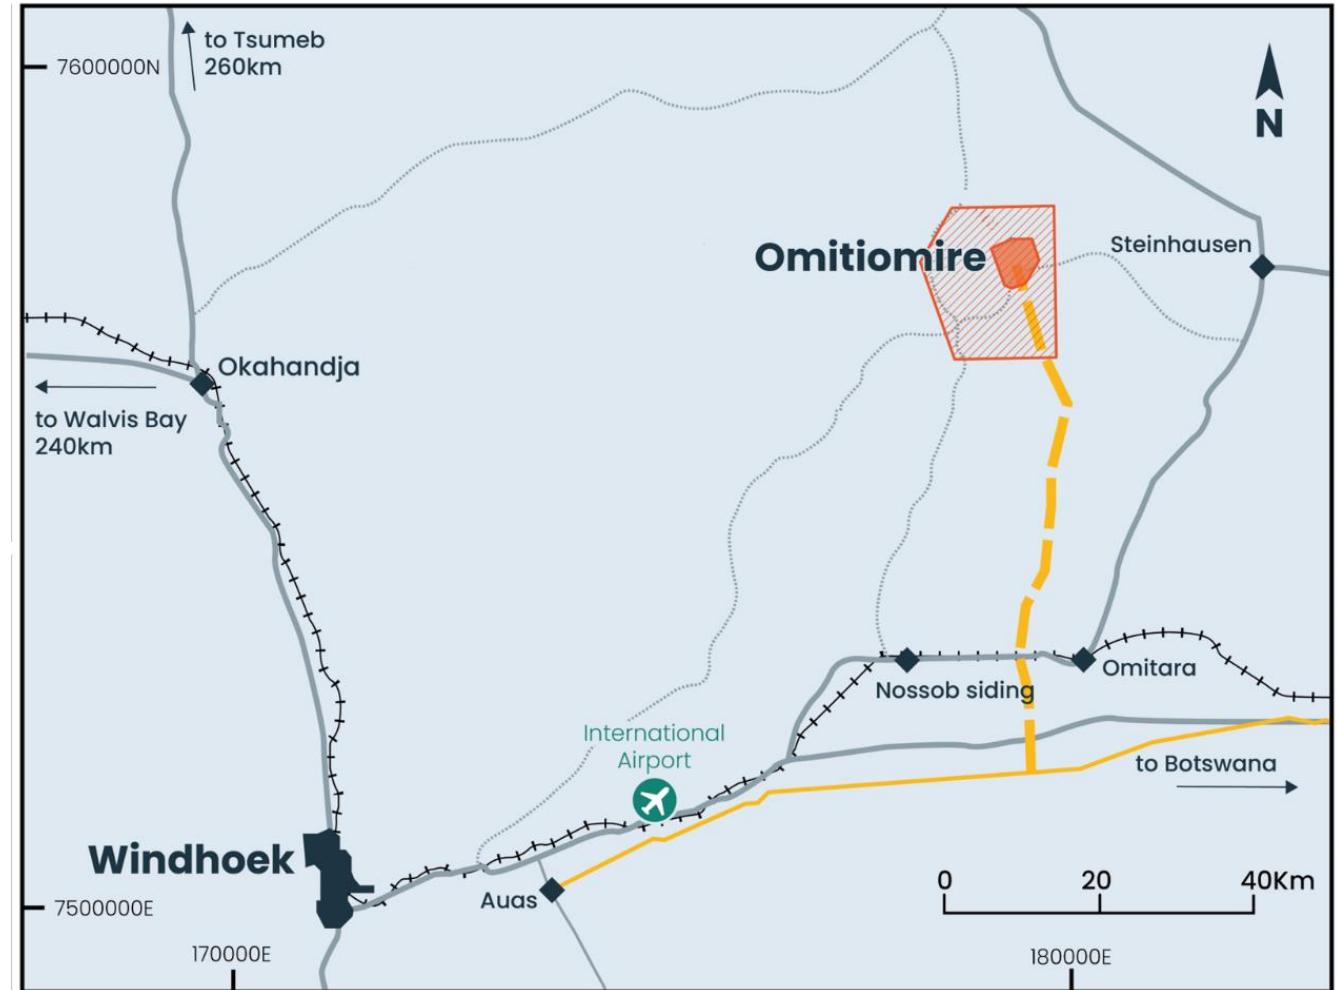 to Tsumeb
260km
7600000N
N
Omitiomire
Steinhausen
Okahandja
to Walvis Bay
240km
Omitara
Nossob siding
International
Airport
to Botswana
Windhoek
Auas
0 20 40Km
7500000E
170000E
180000E